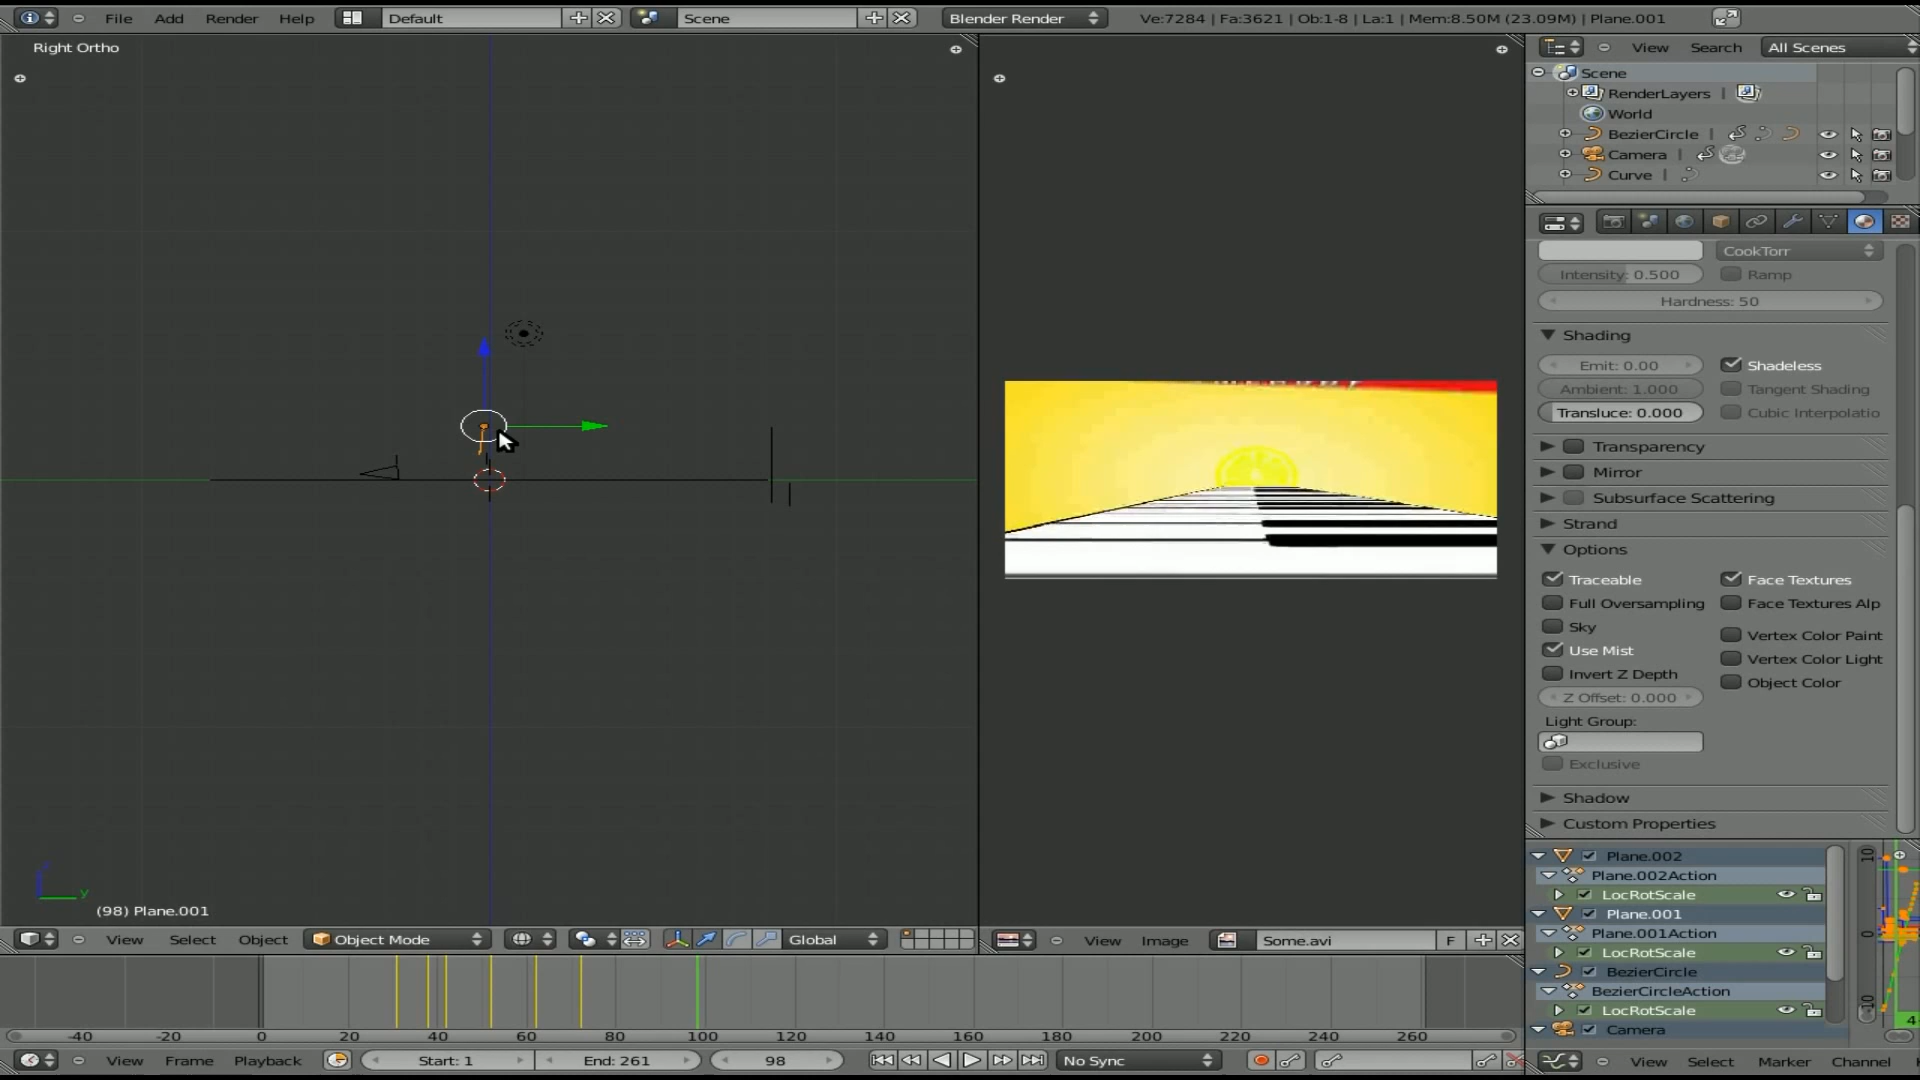 File Add Render Help Default Scene Blender Render Ve:7284 | Fa:3621 | Ob:1-8 | La:1 | Mem:8.50M (23.09M) | Plane.001
Right Ortho
View Search All Scenes
Scene
RenderLayers |
World
BezierCircle |
Camera |
Curve |
CookTorr
Intensity: 0.500 Ramp
Hardness: 50
Shading
Emit: 0.00 Shadeless
Ambient: 1.000 Tangent Shading
Transluce: 0.000 Cubic Interpolatio
Transparency
Mirror
Subsurface Scattering
Strand
Options
Traceable Face Textures
Full Oversampling Face Textures Alp
Sky
Vertex Color Paint
Use Mist
Vertex Color Light
Invert Z Depth
Object Color
Z Offset: 0.000
Light Group:
Exclusive
Shadow
Custom Properties
Plane.002
Plane.002Action
LocRotScale
Plane.001
Plane.001Action
LocRotScale
BezierCircle
BezierCircleAction
LocRotScale
Camera
10
0
-10
4
y
(98) Plane.001
View Select Object Object Mode Global
View Image Some.avi F
-40 -20 0 20 40 60 80 100 120 140 160 180 200 220 240 260
View Frame Playback Start: 1 End: 261 98 No Sync
View Select Marker Channel